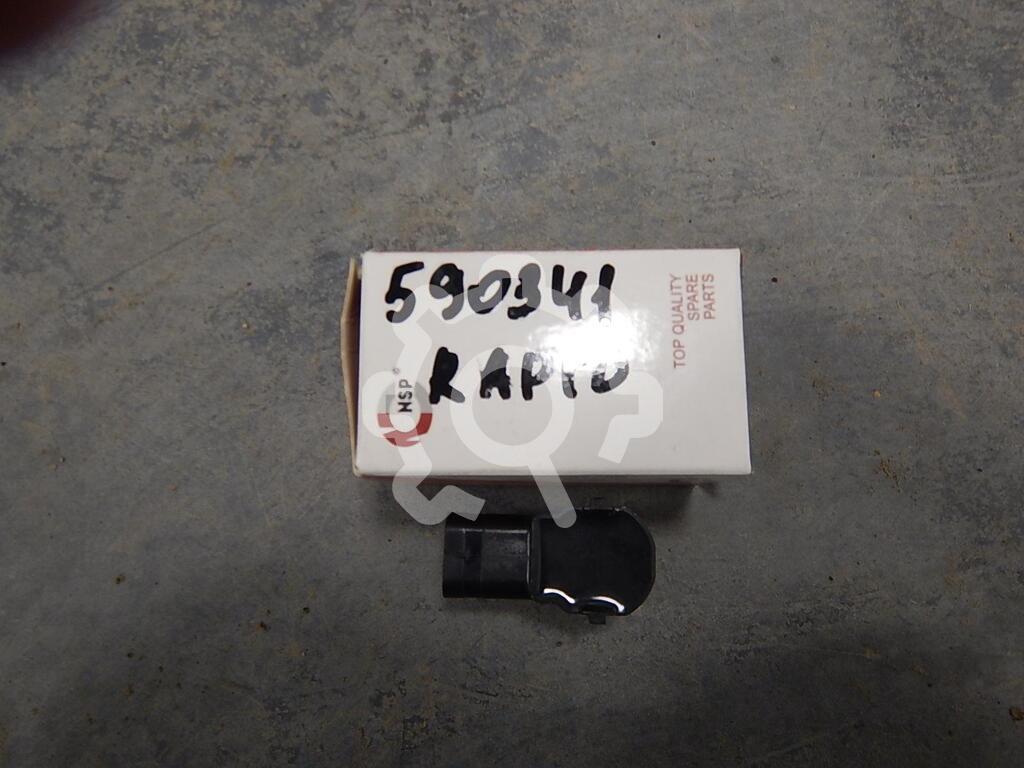 590341
RAPID
NSP®
TOP QUALITY
SPARE
PARTS